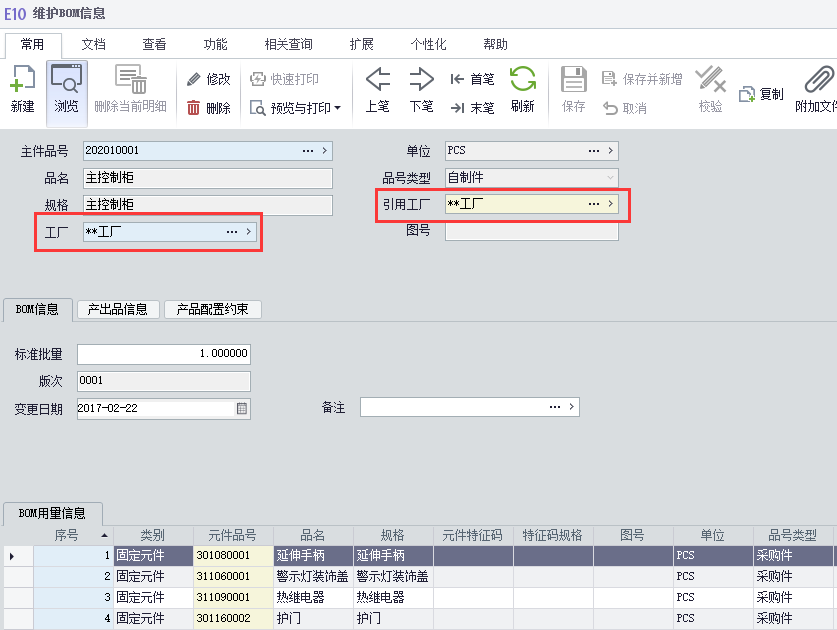 E10 维护BOM信息
常用 文档 查看 功能 相关查询 扩展 个性化 帮助
新建 浏览 删除当前明细 修改 删除 快速打印 预览与打印 上笔 下笔 首笔 末笔 刷新 保存 保存并新增 取消 校验 复制 附加文件
主件品号 202010001 ··· 单位 PCS ···
品名 主控制柜 品号类型 自制件
规格 主控制柜 引用工厂 **工厂 ···
工厂 **工厂 ··· 图号
BOM信息 产出品信息 产品配置约束
标准批量 1.000000
版次 0001
变更日期 2017-02-22 备注 ···
BOM用量信息
序号 类别 元件品号 品名 规格 元件特征码 特征码规格 图号 单位 品号类型
1 固定元件 301080001 延伸手柄 延伸手柄 PCS 采购件
2 固定元件 311060001 警示灯装饰盖 警示灯装饰盖 PCS 采购件
3 固定元件 311090001 热继电器 热继电器 PCS 采购件
4 固定元件 301160002 护门 护门 PCS 采购件